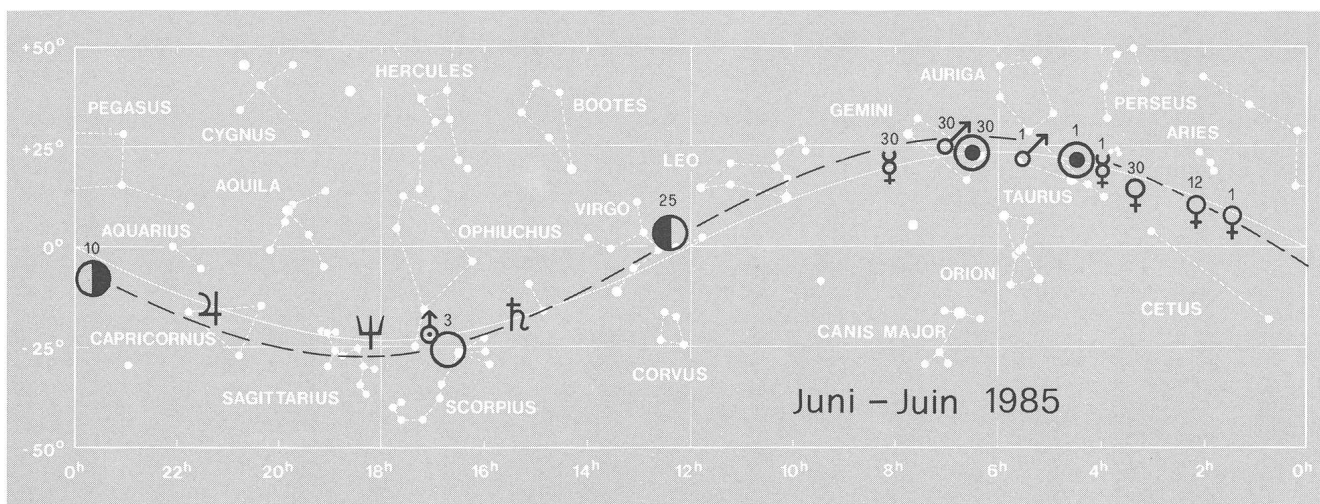 +50°
HERCULES
AURIGA
PEGASUS
BOOTES
GEMINI
PERSEUS
CYGNUS
30
30
30
1
1
1
ARIES
+25°
LEO
30
12
1
AQUILA
TAURUS
25
VIRGO
AQUARIUS
OPHIUCHUS
10
0°
ORION
3
CETUS
CAPRICORNUS
CANIS MAJOR
-25°
CORVUS
SAGITTARIUS
SCORPIUS
Juni – Juin 1985
-50°
0h 22h 20h 18h 16h 14h 12h 10h 8h 6h 4h 2h 0h